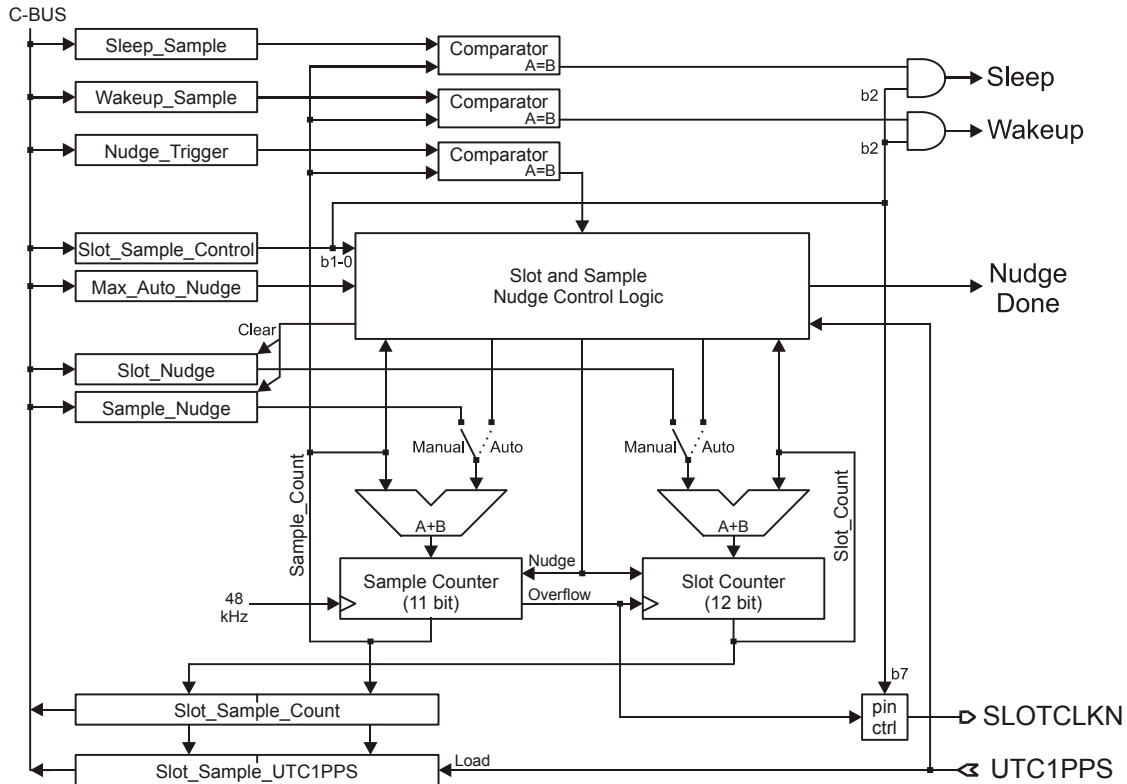 C-BUS
Sleep_Sample
Comparator
A=B
Sleep
b2
Wakeup_Sample
Comparator
A=B
Wakeup
b2
Nudge_Trigger
Comparator
A=B
Slot_Sample_Control
b1-0
Slot and Sample
Nudge Control Logic
Max_Auto_Nudge
Nudge
Done
Clear
Slot_Nudge
Sample_Nudge
Manual
Auto
Manual
Auto
Sample_Count
Slot_Count
A+B
A+B
Nudge
Sample Counter
(11 bit)
Slot Counter
(12 bit)
Overflow
48
kHz
b7
Slot_Sample_Count
pin
ctrl
SLOTCLKN
Slot_Sample_UTC1PPS
Load
UTC1PPS